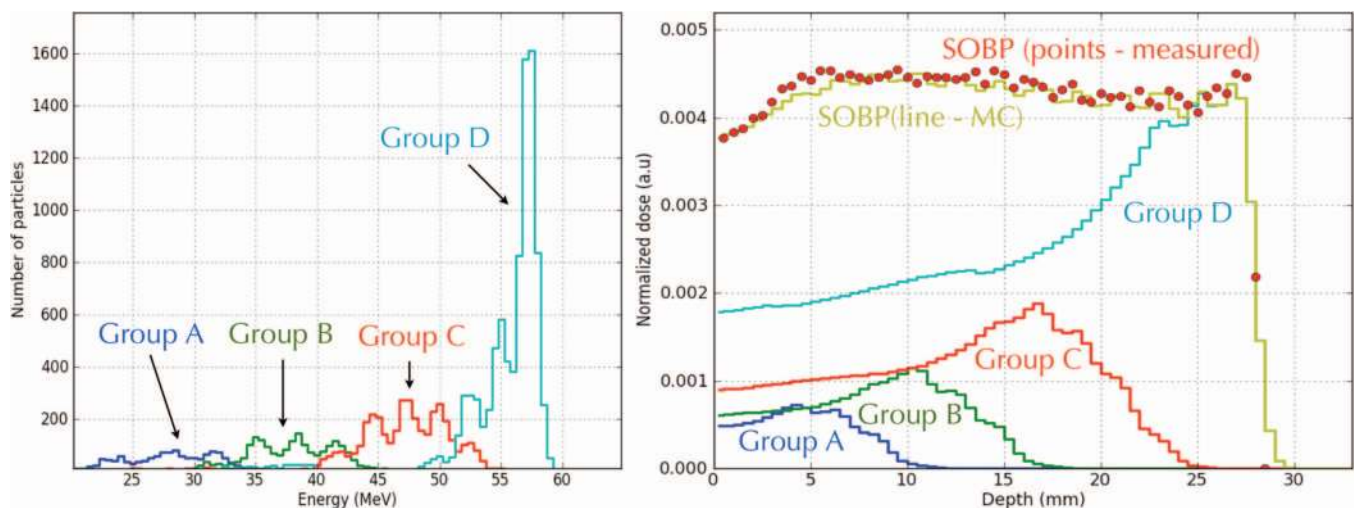 1600
1400
1200
1000
800
600
400
200
Number of particles
Group D
Group A
Group B
Group C
25
30
35
40
45
50
55
60
Energy (MeV)
0.005
0.004
0.003
0.002
0.001
0.000
Normalized dose (a.u)
SOBP (points - measured)
SOBP(line - MC)
Group D
Group C
Group B
Group A
0
5
10
15
20
25
30
Depth (mm)